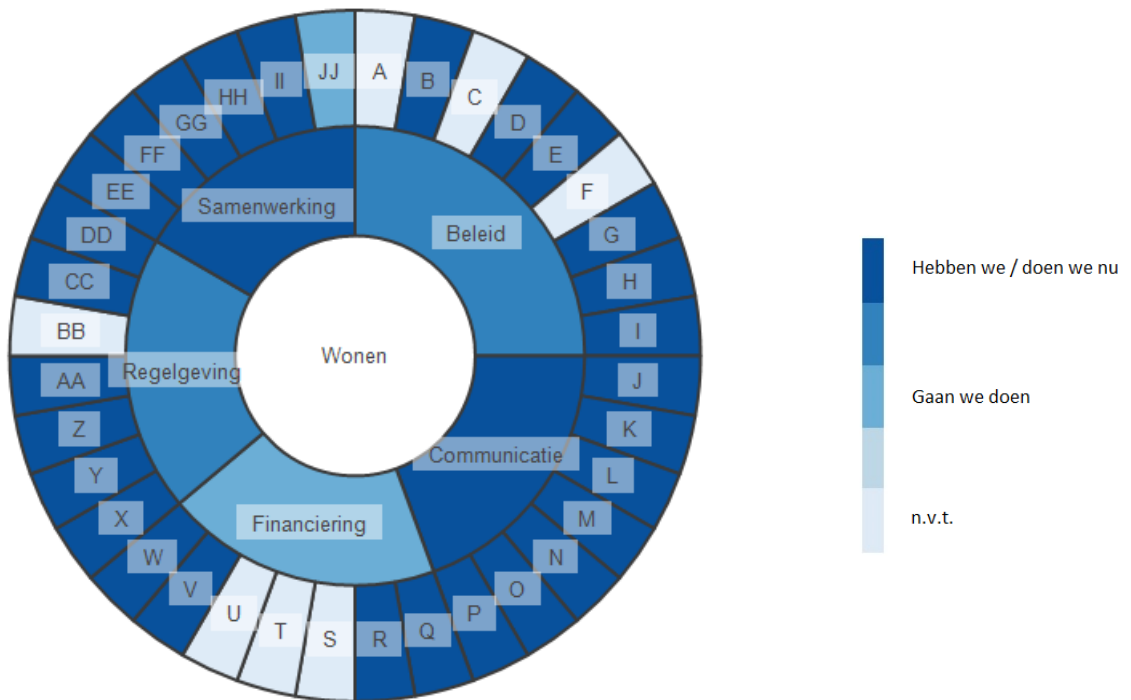 JJ
A
II
B
HH
C
GG
D
FF
E
EE
F
Samenwerking
Beleid
DD
G
CC
H
BB
I
Wonen
Regelgeving
AA
J
Z
K
Communicatie
Y
L
X
M
Financiering
W
N
V
O
U
P
T
Q
S
R
Hebben we / doen we nu
Gaan we doen
n.v.t.